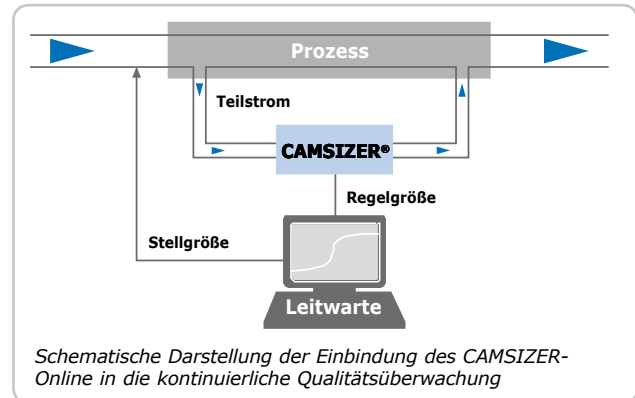 Prozess
Teilstrom
CAMSIZER®
Regelgröße
Stellgröße
Leitwarte
Schematische Darstellung der Einbindung des CAMSIZER-
Online in die kontinuierliche Qualitätsüberwachung